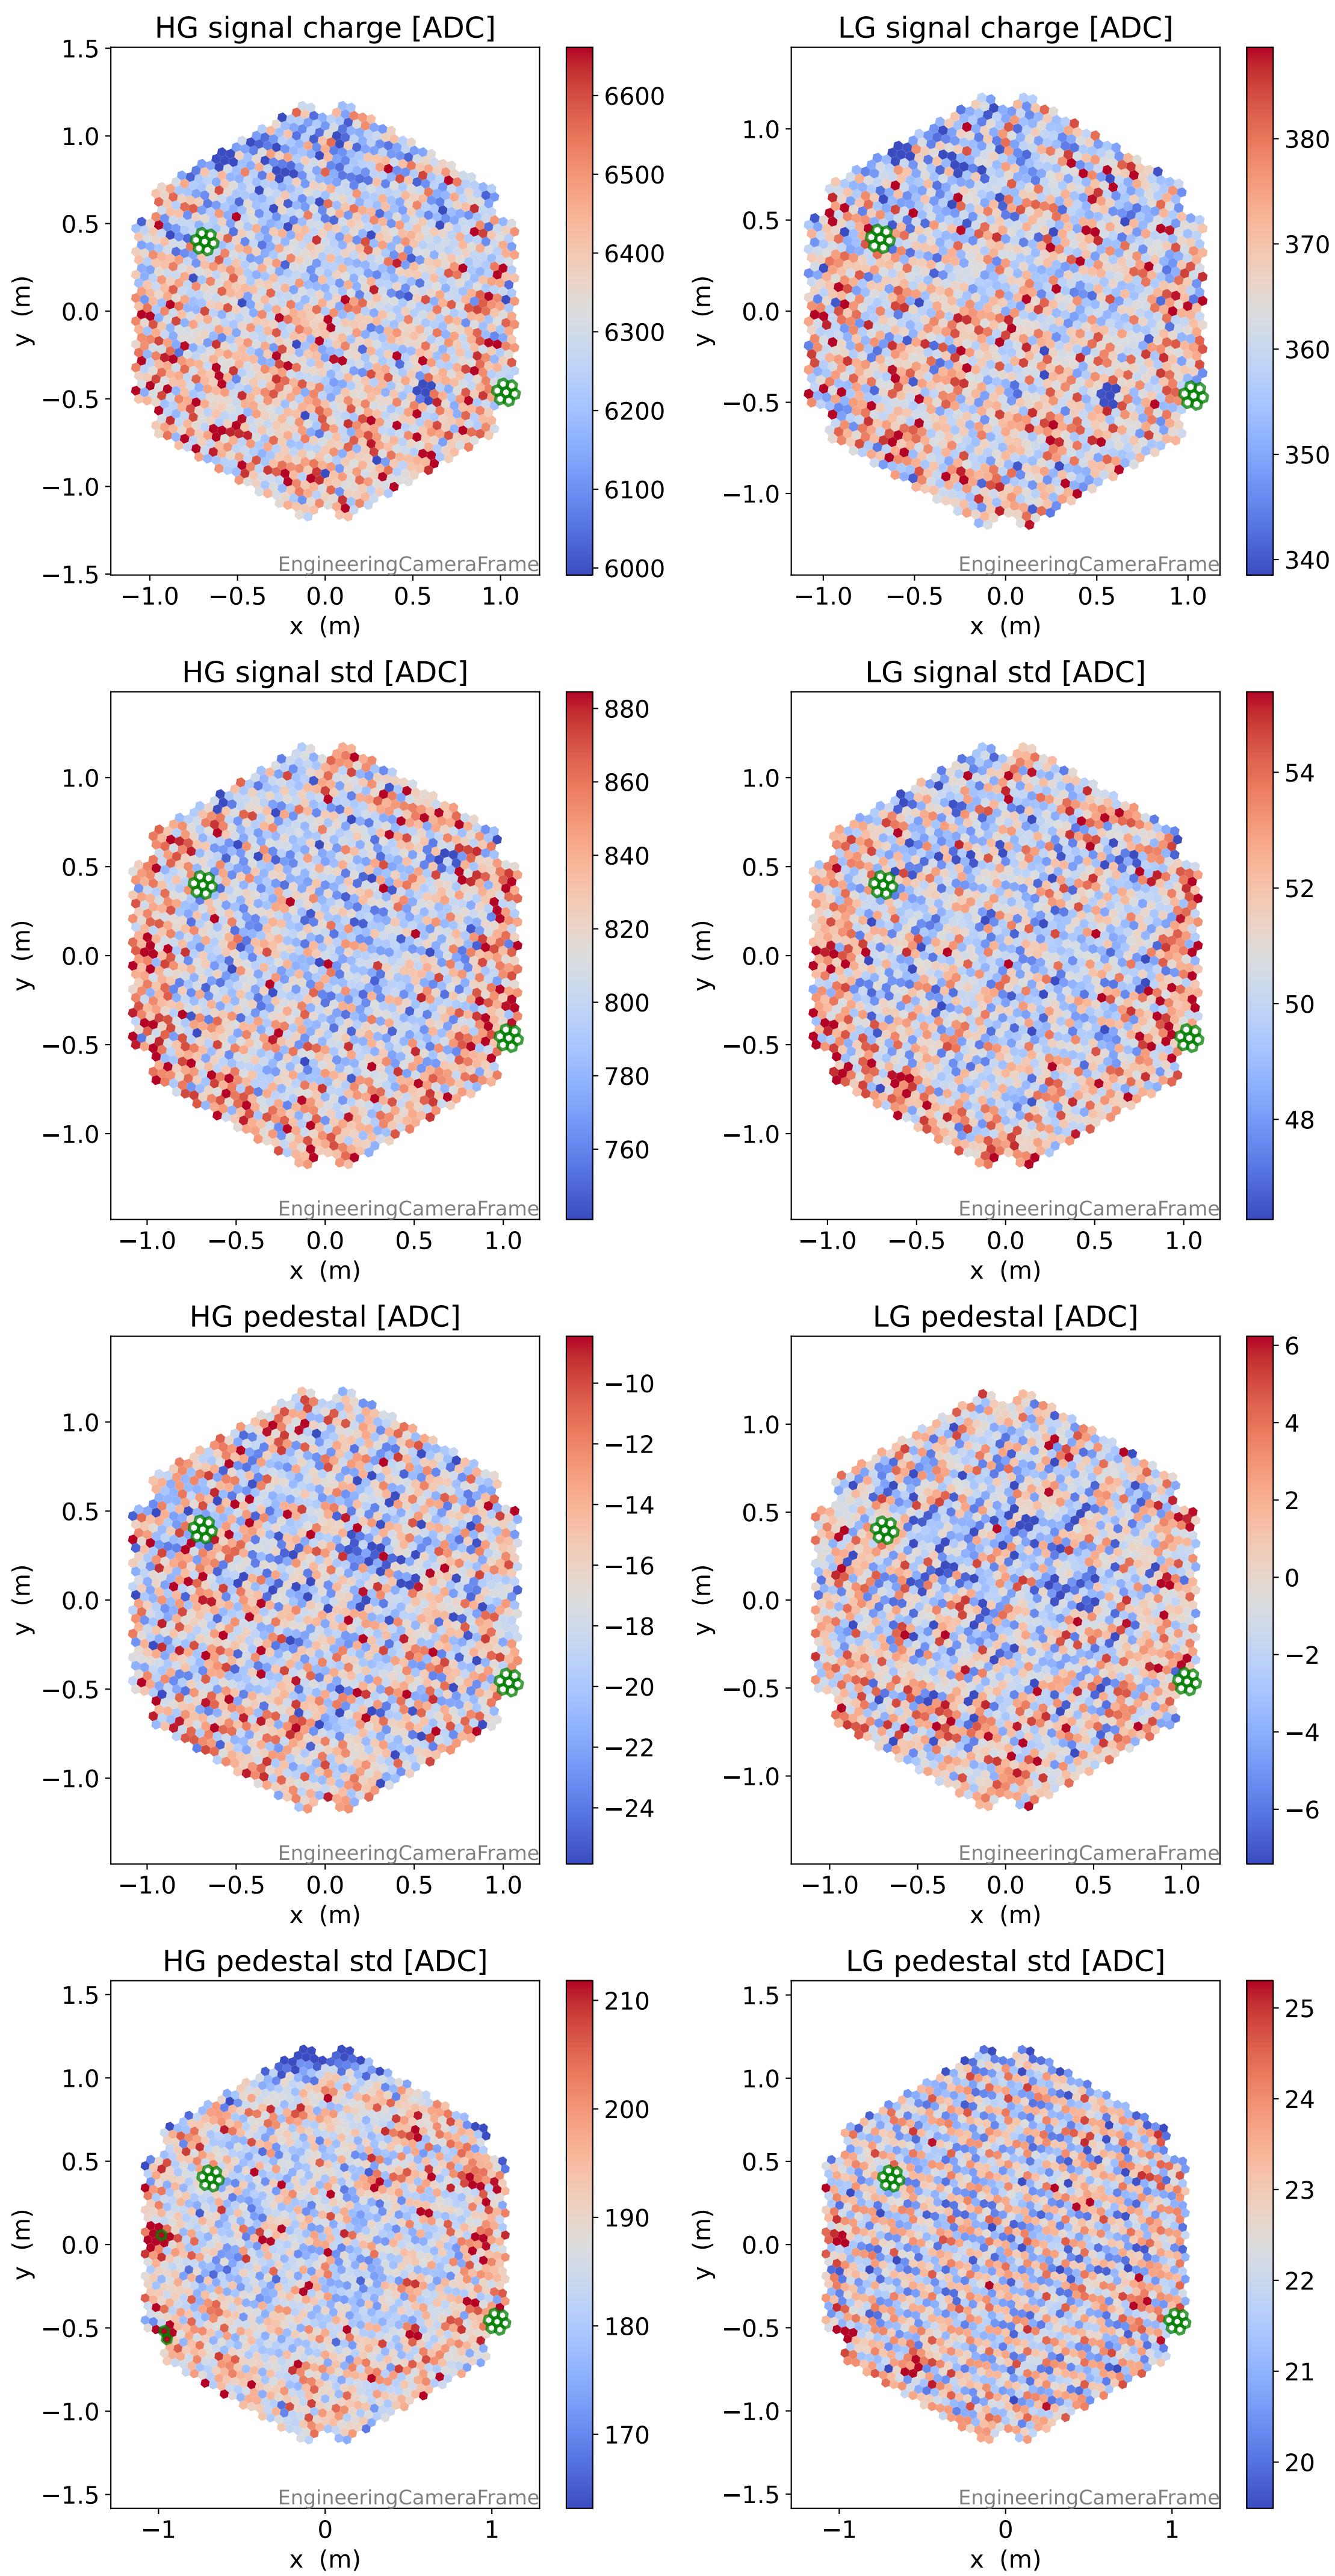 HG signal charge [ADC]
1.5
1.0
0.5
0.0
−0.5
−1.0
−1.5
y (m)
−1.0 −0.5 0.0 0.5 1.0
x (m)
EngineeringCameraFrame
6600
6500
6400
6300
6200
6100
6000
LG signal charge [ADC]
1.0
0.5
0.0
−0.5
−1.0
y (m)
−1.0 −0.5 0.0 0.5 1.0
x (m)
EngineeringCameraFrame
380
370
360
350
340
HG signal std [ADC]
1.0
0.5
0.0
−0.5
−1.0
y (m)
−1.0 −0.5 0.0 0.5 1.0
x (m)
EngineeringCameraFrame
880
860
840
820
800
780
760
LG signal std [ADC]
1.0
0.5
0.0
−0.5
−1.0
y (m)
−1.0 −0.5 0.0 0.5 1.0
x (m)
EngineeringCameraFrame
54
52
50
48
HG pedestal [ADC]
1.0
0.5
0.0
−0.5
−1.0
y (m)
−1.0 −0.5 0.0 0.5 1.0
x (m)
EngineeringCameraFrame
−10
−12
−14
−16
−18
−20
−22
−24
LG pedestal [ADC]
1.0
0.5
0.0
−0.5
−1.0
y (m)
−1.0 −0.5 0.0 0.5 1.0
x (m)
EngineeringCameraFrame
6
4
2
0
−2
−4
−6
HG pedestal std [ADC]
1.5
1.0
0.5
0.0
−0.5
−1.0
−1.5
y (m)
−1 0 1
x (m)
EngineeringCameraFrame
210
200
190
180
170
LG pedestal std [ADC]
1.5
1.0
0.5
0.0
−0.5
−1.0
−1.5
y (m)
−1 0 1
x (m)
EngineeringCameraFrame
25
24
23
22
21
20